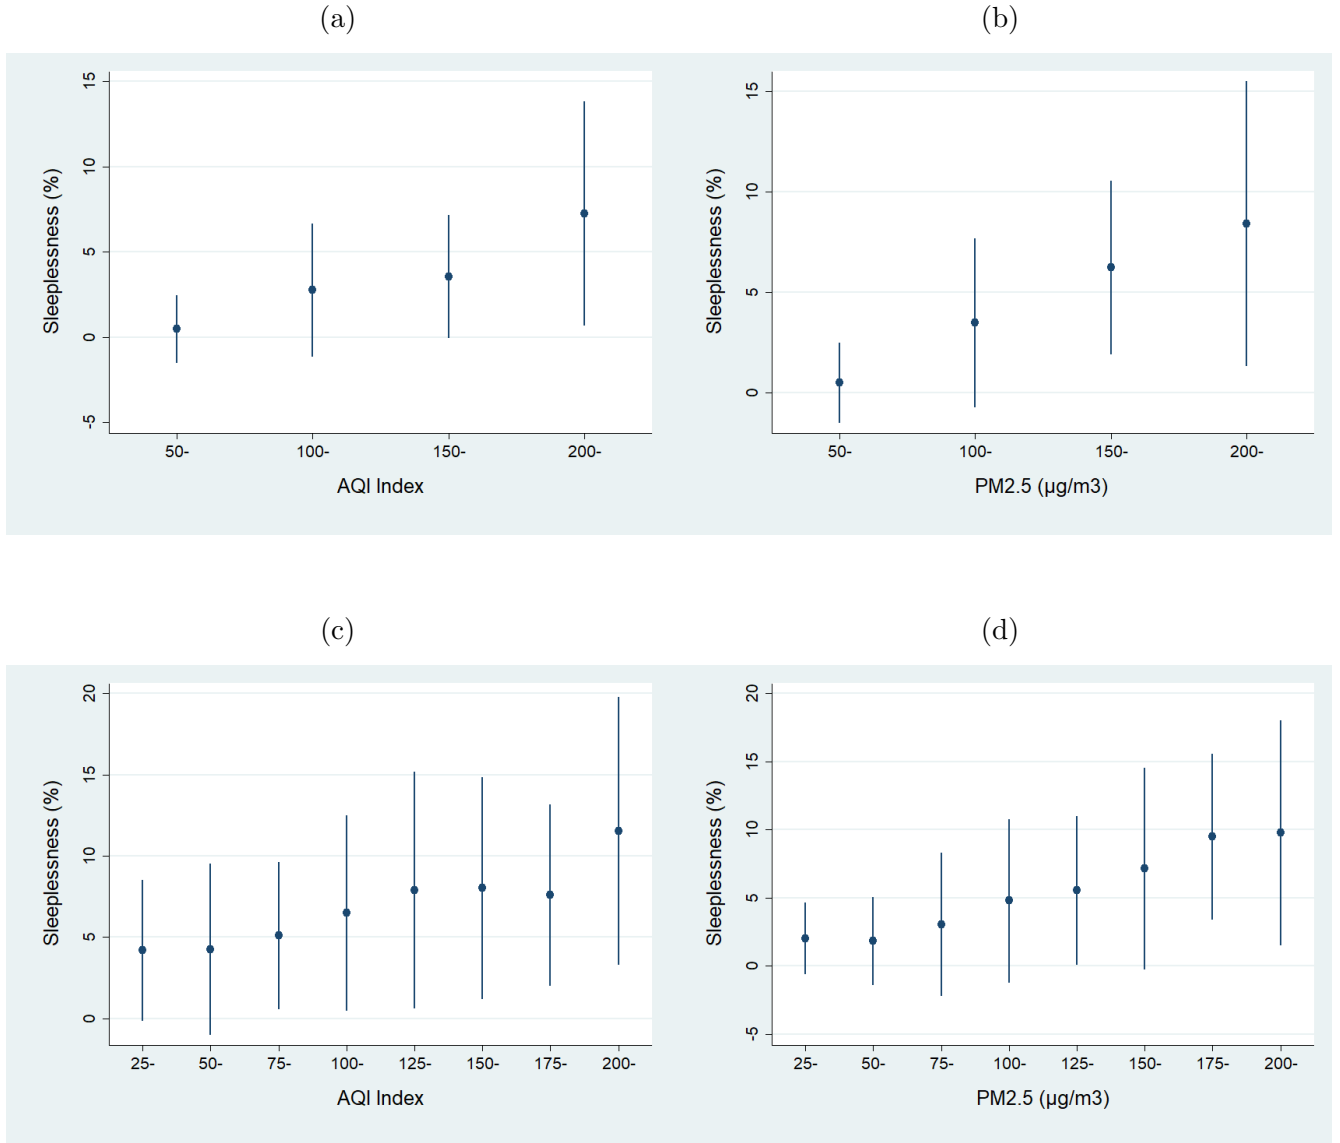 (a)
15
10
5
0
-5
Sleeplessness (%)
50- 100- 150- 200-
AQI Index
(b)
15
10
5
0
Sleeplessness (%)
50- 100- 150- 200-
PM2.5 (µg/m3)
(c)
20
15
10
5
0
Sleeplessness (%)
25- 50- 75- 100- 125- 150- 175- 200-
AQI Index
(d)
20
15
10
5
0
-5
Sleeplessness (%)
25- 50- 75- 100- 125- 150- 175- 200-
PM2.5 (µg/m3)